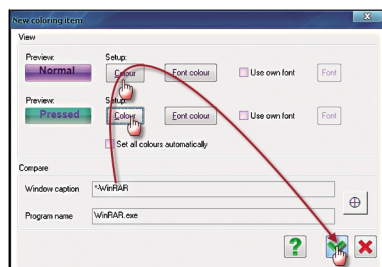 New coloring item
View
Preview: Setup:
Normal Colour Font colour Use own font Font
Preview: Setup:
Pressed Colour Font colour Use own font Font
Set all colours automatically
Compare
Window caption *-WinRAR
Program name WinRAR.exe